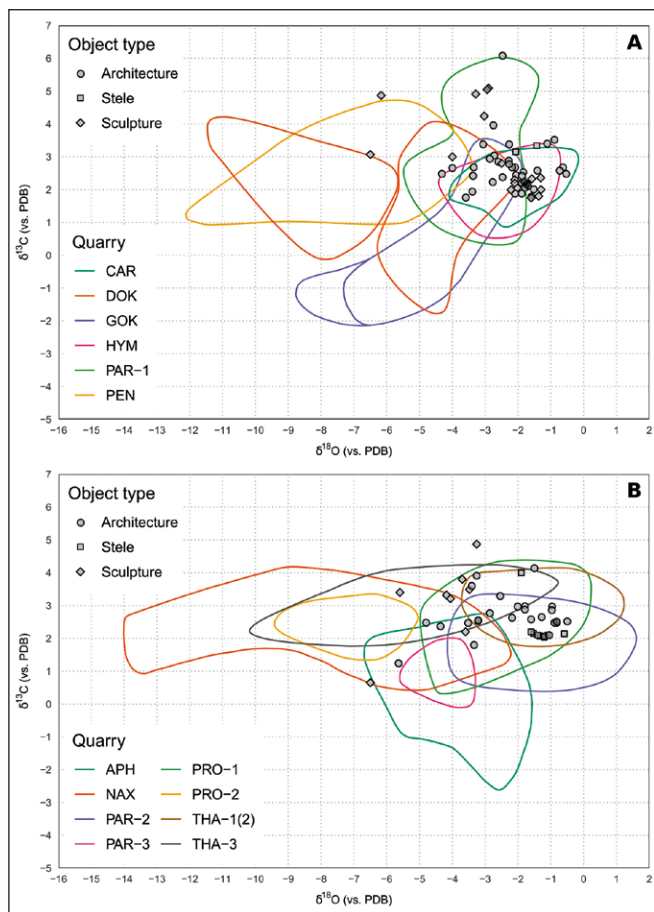 A
Object type
Architecture
Stele
Sculpture
Quarry
CAR
DOK
GOK
HYM
PAR-1
PEN
δ¹³C (vs. PDB)
6
5
4
3
2
1
0
-1
-2
-3
-4
-5
-16 -15 -14 -13 -12 -11 -10 -9 -8 -7 -6 -5 -4 -3 -2 -1 0 1 2
δ¹⁸O (vs. PDB)
B
Object type
Architecture
Stele
Sculpture
Quarry
APH PRO-1
NAX PRO-2
PAR-2 THA-1(2)
PAR-3 THA-3
δ¹³C (vs. PDB)
7
6
5
4
3
2
1
0
-1
-2
-3
-4
-5
-16 -15 -14 -13 -12 -11 -10 -9 -8 -7 -6 -5 -4 -3 -2 -1 0 1 2
δ¹⁸O (vs. PDB)